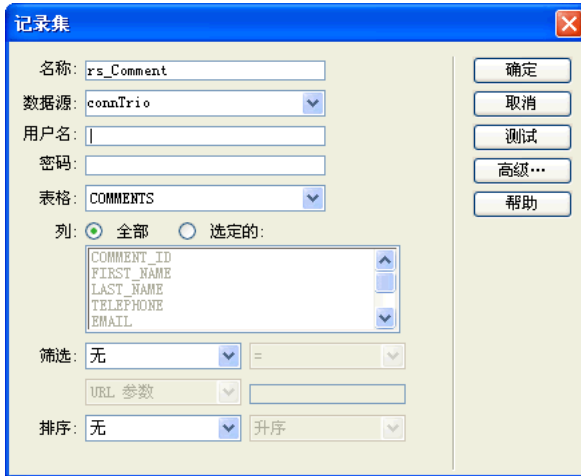 记录集
名称: rs_Comment
数据源: connTrio
用户名:
密码:
表格: COMMENTS
列: 全部 选定的:
COMMENT_ID
FIRST_NAME
LAST_NAME
TELEPHONE
EMAIL
筛选: 无 =
URL 参数
排序: 无 升序
确定
取消
测试
高级…
帮助